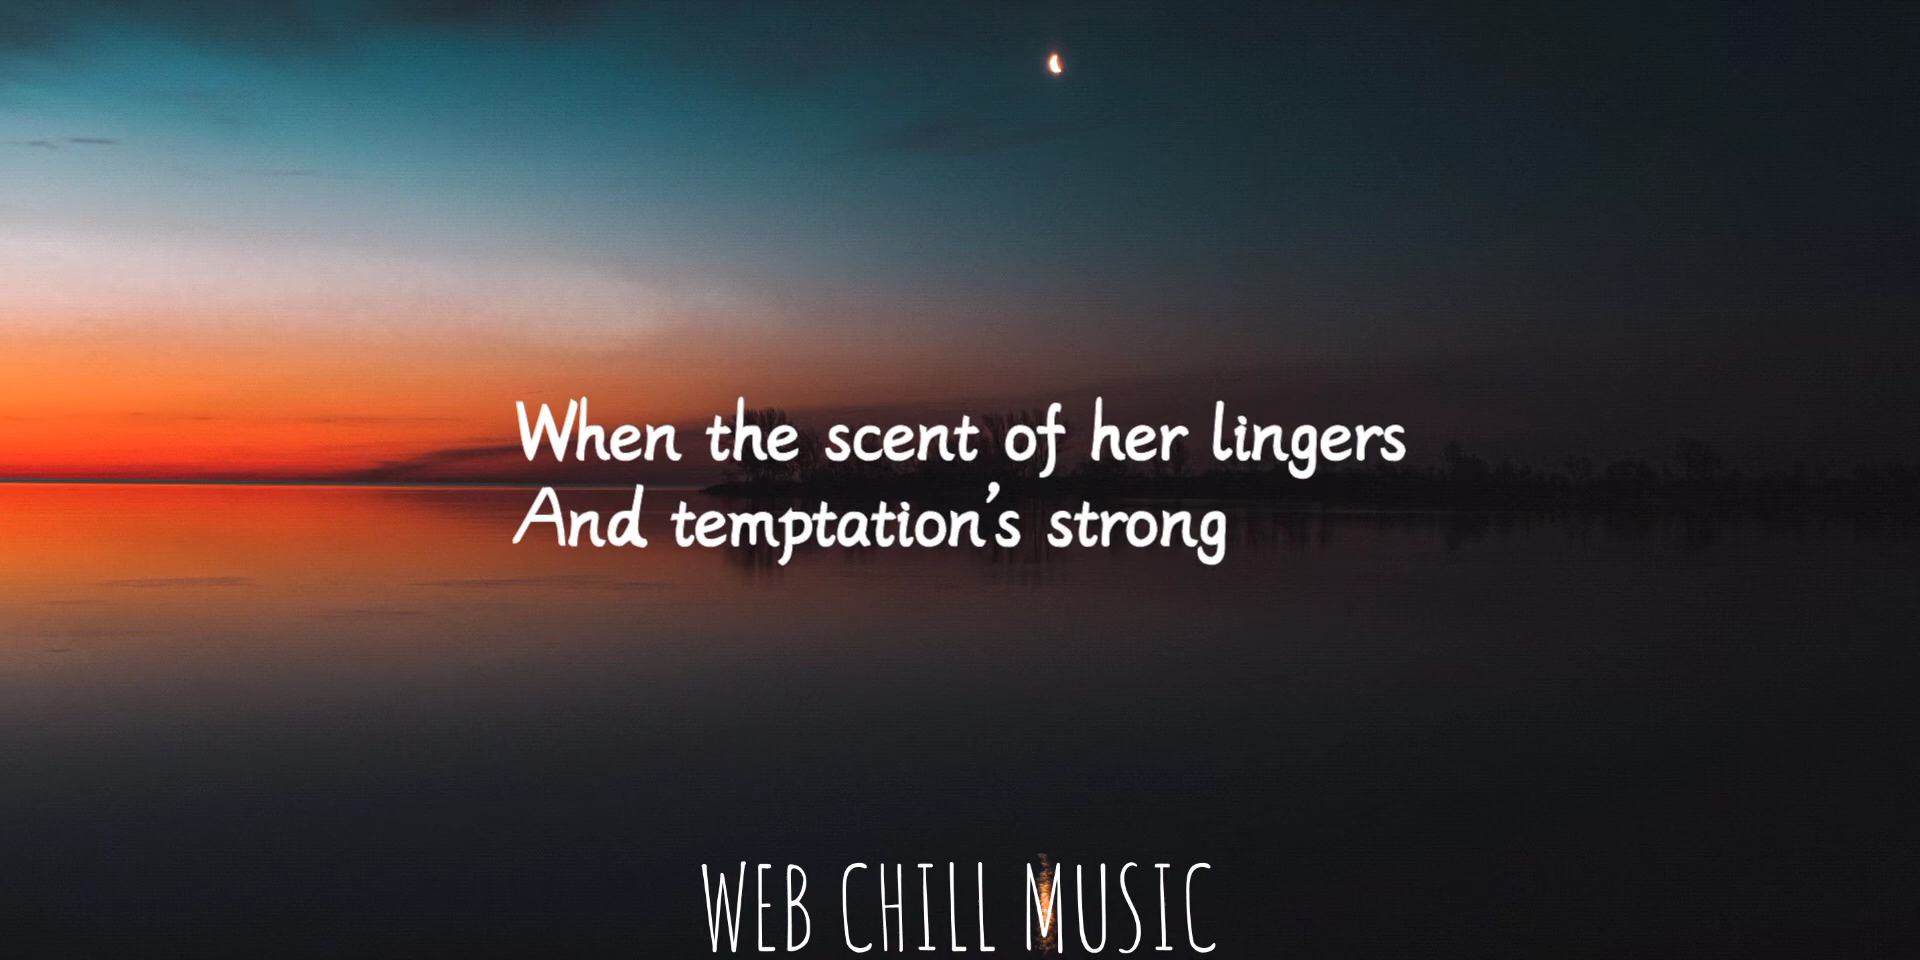 When the scent of her lingers
And temptation's strong
WEB CHILL MUSIC